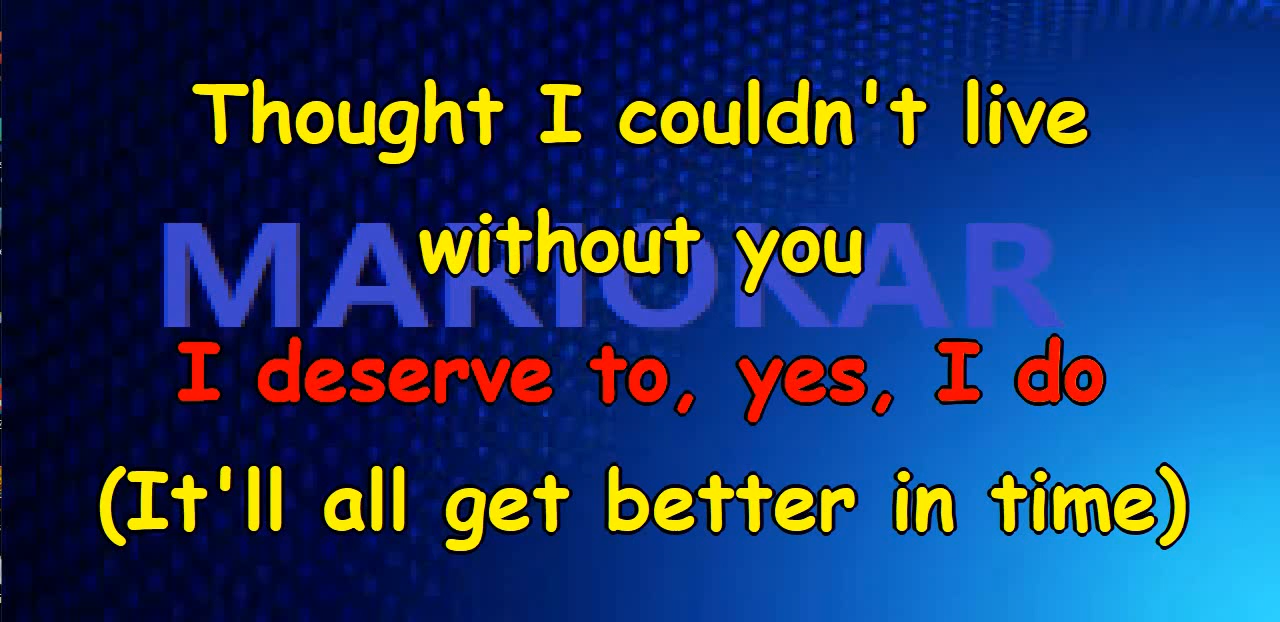 Thought I couldn't live
without you
MARIOKAR
I deserve to, yes, I do
(It'll all get better in time)